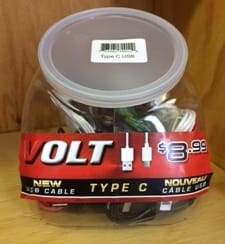 Type C USB
VOLT
$8.99
NEW
USB CABLE
TYPE C
NOUVEAU
CÂBLE USB